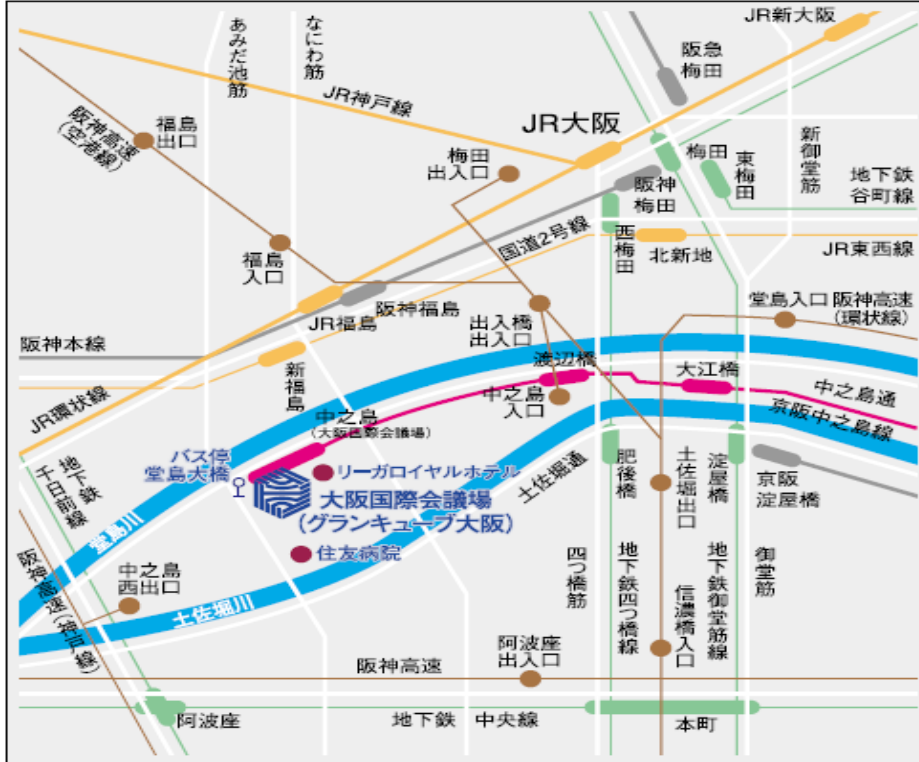 JR新大阪
阪急
梅田
あみだ池筋
なにわ筋
JR神戸線
JR大阪
新御堂筋
阪神高速
(空港線)
福島
出口
梅田
出入口
梅田
東梅田
地下鉄
谷町線
阪神
梅田
国道2号線
西梅田
北新地
JR東西線
福島
入口
阪神福島
JR福島
出入橋
出入口
堂島入口
阪神高速
(環状線)
阪神本線
新福島
渡辺橋
大江橋
中之島
入口
中之島通
京阪中之島線
JR環状線
中之島
(大阪国際会議場)
バス停
堂島大橋
リーガロイヤルホテル
大阪国際会議場
(グランキューブ大阪)
住友病院
土佐堀通
肥後橋
土佐堀出口
淀屋橋
京阪
淀屋橋
地下鉄
千日前線
堂島川
阪神高速(神戸線)
中之島
西出口
土佐堀川
四つ橋筋
地下鉄四つ橋線
信濃橋入口
地下鉄御堂筋線
御堂筋
阪神高速
阿波座
出入口
阿波座
地下鉄 中央線
本町